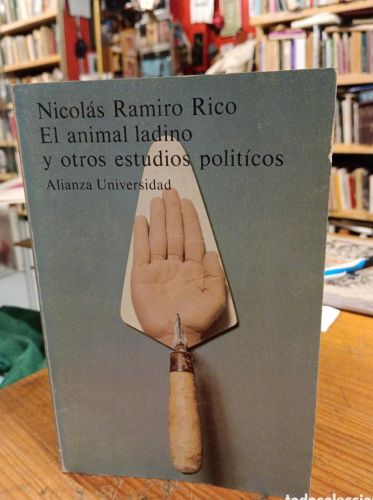 Nicolás Ramiro Rico
El animal ladino
y otros estudios politícos
Alianza Universidad